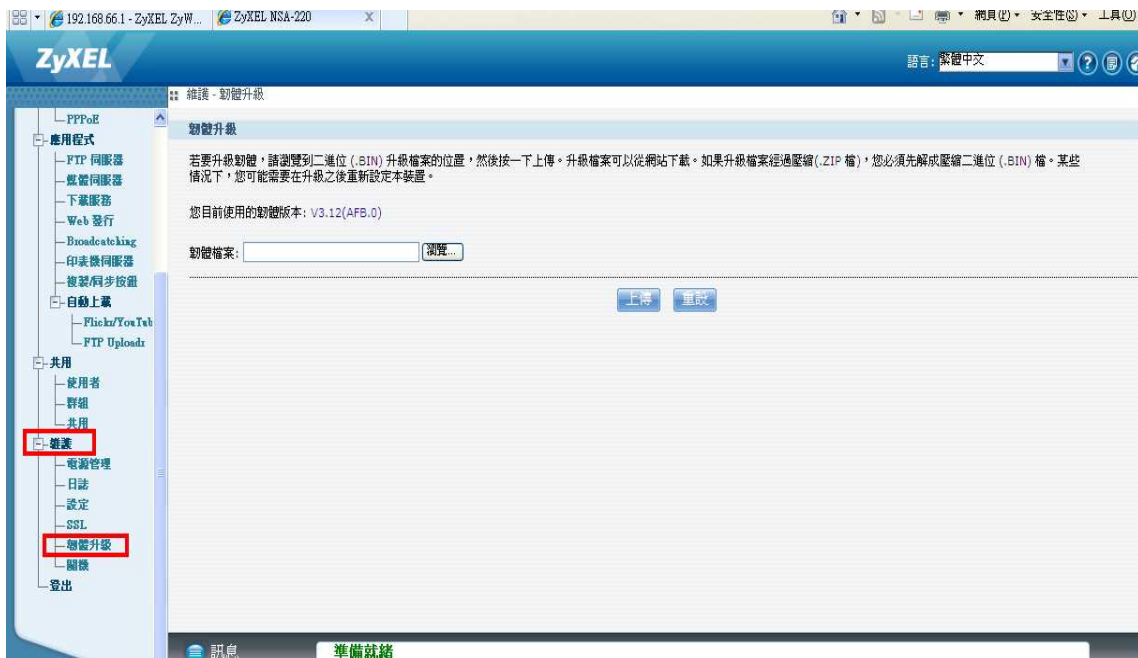 192.168.66.1 - ZyXEL ZyW...
ZyXEL NSA-220
X
網頁(P)
安全性(S)
工具(O)
ZyXEL
語言:
繁體中文
維護 - 韌體升級
PPPoE
應用程式
FTP 伺服器
媒體伺服器
下載服務
Web 發行
Broadcatching
印表機伺服器
複製/同步按鈕
自動上載
Flickr/YouTub
FTP Uploadr
共用
使用者
群組
共用
維護
電源管理
日誌
設定
SSL
韌體升級
關機
登出
韌體升級
若要升級韌體，請瀏覽到二進位 (.BIN) 升級檔案的位置，然後按一下上傳。升級檔案可以從網站下載。如果升級檔案經過壓縮(.ZIP 檔)，您必須先解成壓縮二進位 (.BIN) 檔。某些
情況下，您可能需要在升級之後重新設定本裝置。
您目前使用的韌體版本: V3.12(AFB.0)
韌體檔案:
瀏覽...
上傳
重設
訊息
準備就緒